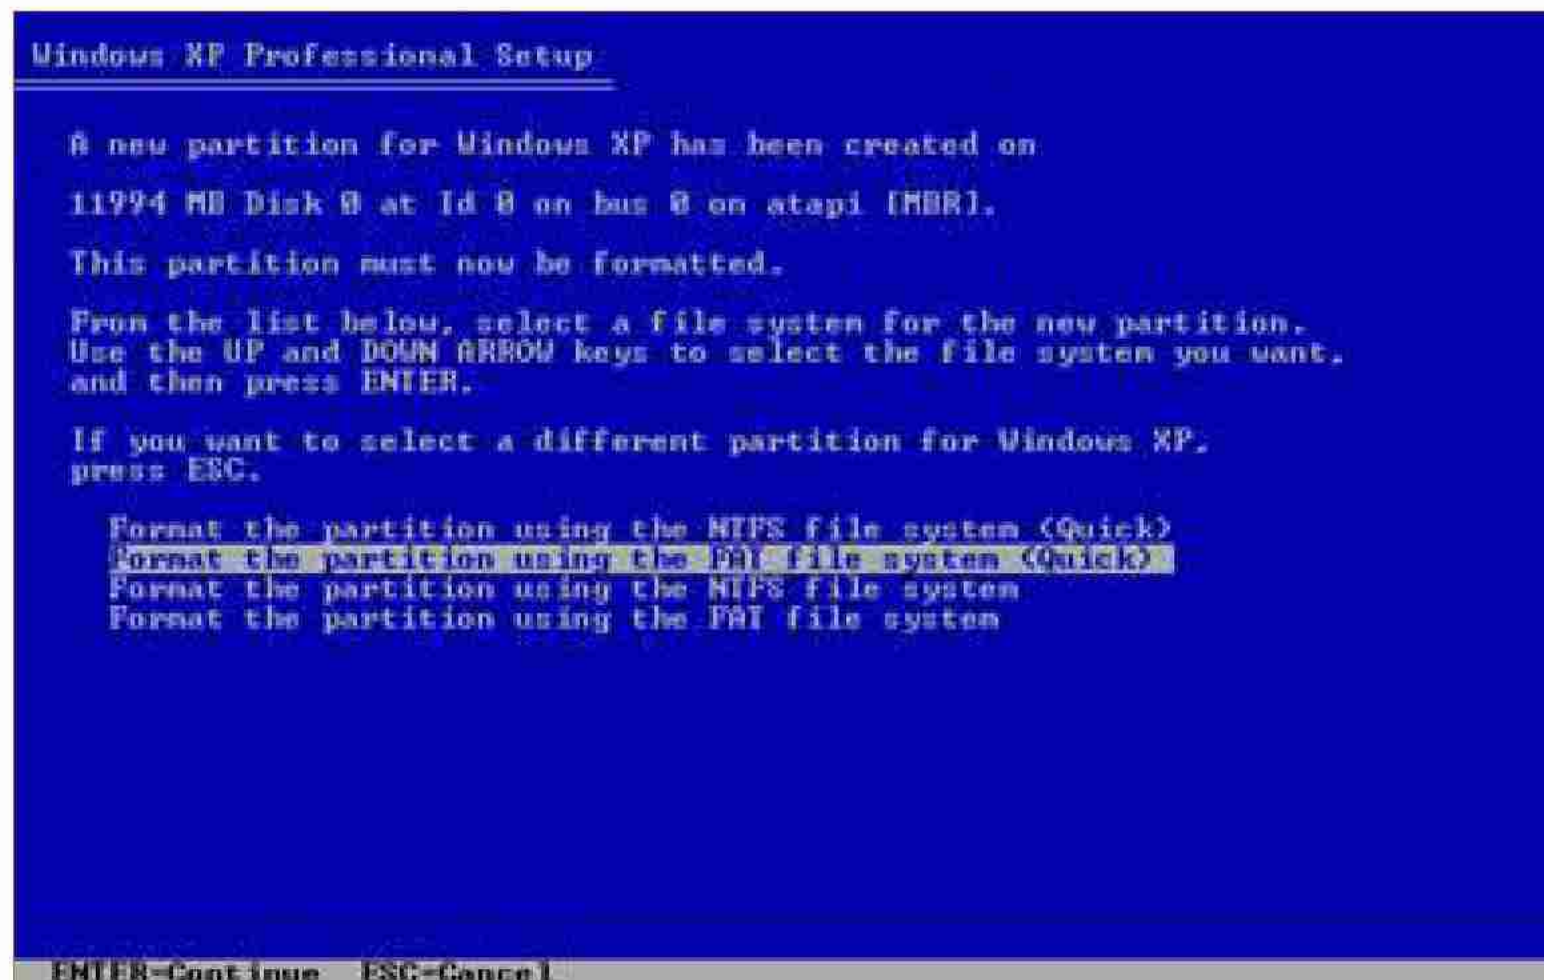 Windows XP Professional Setup
A new partition for Windows XP has been created on
11994 MB Disk 0 at Id 0 on bus 0 on atapi [MBR].
This partition must now be formatted.
From the list below, select a file system for the new partition.
Use the UP and DOWN ARROW keys to select the file system you want,
and then press ENTER.
If you want to select a different partition for Windows XP,
press ESC.
Format the partition using the NTFS file system (Quick)
Format the partition using the FAT file system (Quick)
Format the partition using the NTFS file system
Format the partition using the FAT file system
ENTER=Continue ESC=Cancel